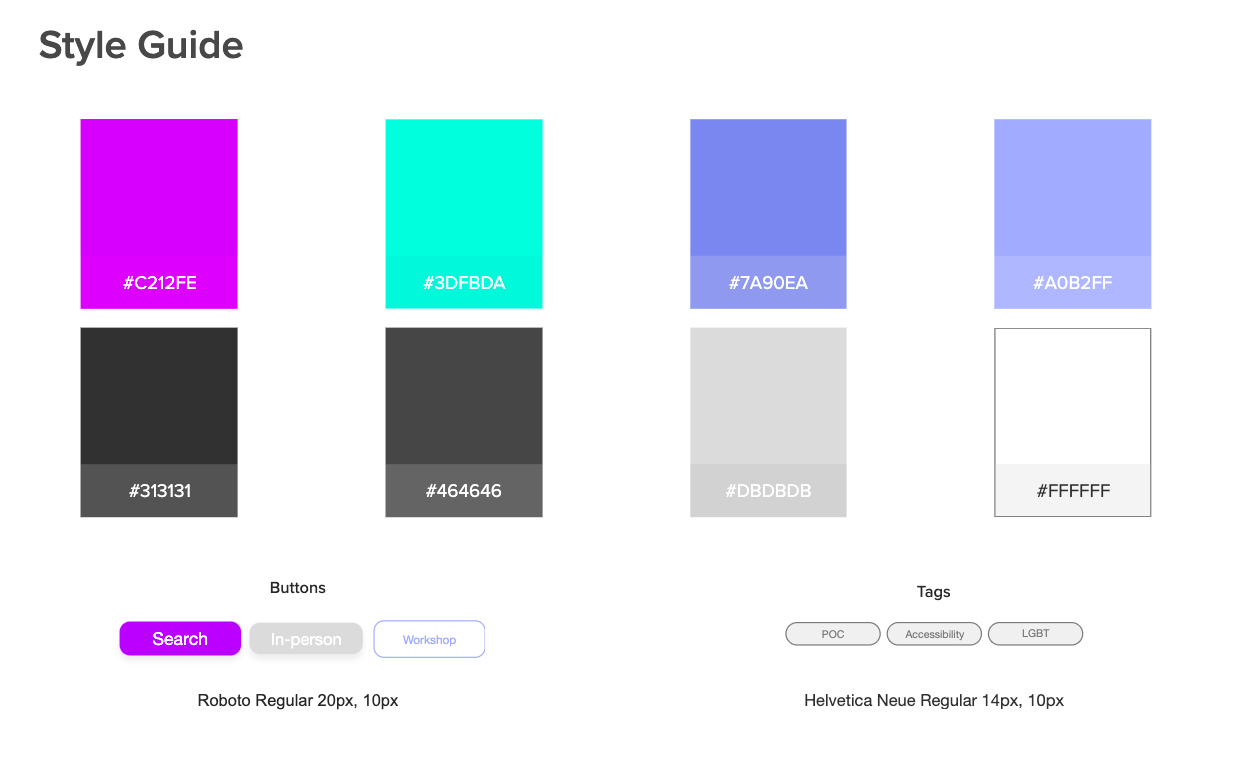 Style Guide
#C212FE
#3DFBDA
#7A90EA
#A0B2FF
#313131
#464646
#DBDBDB
#FFFFFF
Buttons
Search
In-person
Workshop
Roboto Regular 20px, 10px
Tags
POC
Accessibility
LGBT
Helvetica Neue Regular 14px, 10px